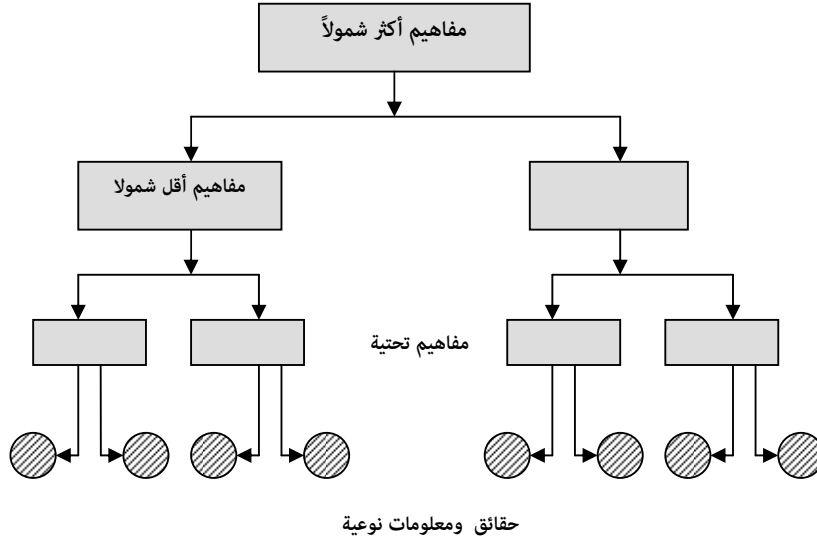 مفاهيم أكثر شمولاً
مفاهيم أقل شمولا
مفاهيم تحتية
حقائق ومعلومات نوعية